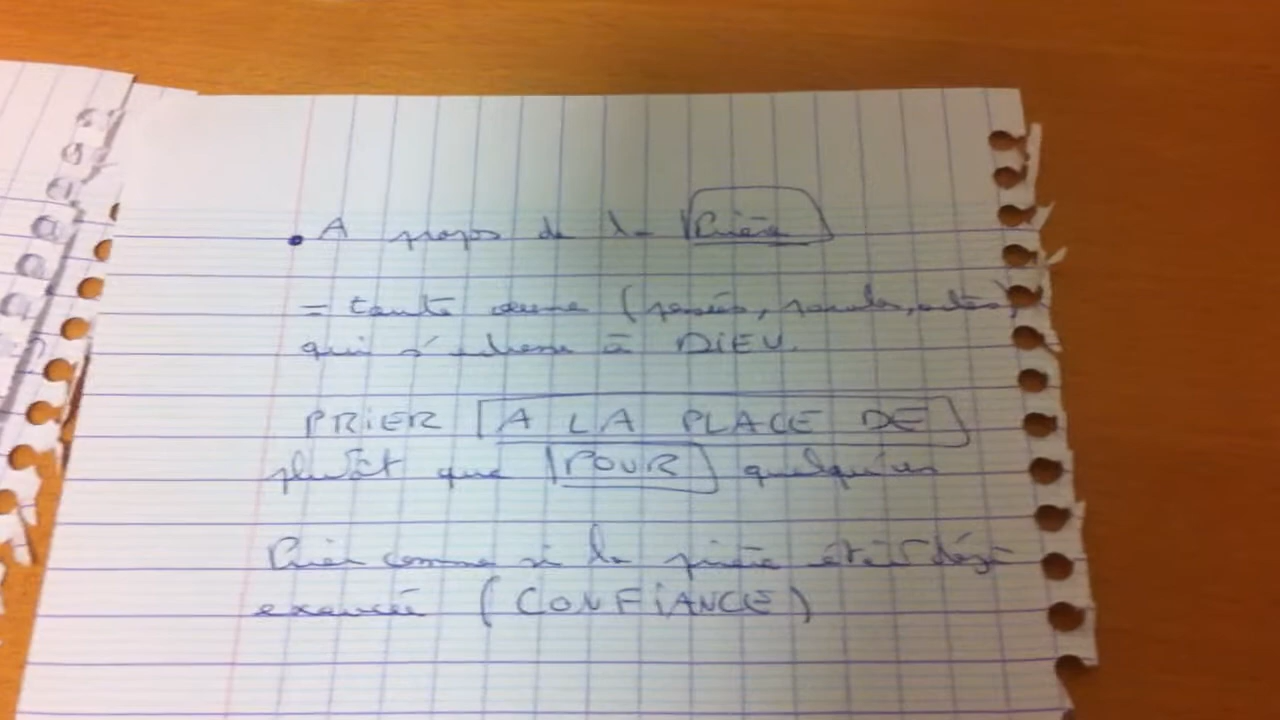 • A propos de la Prière
= toute œuvre (pensées, paroles, actes)
qui s'adresse à DIEU.
PRIER [A LA PLACE DE]
plutôt que [POUR] quelqu'un
Prier comme si la prière était déjà
exaucée (CONFIANCE)